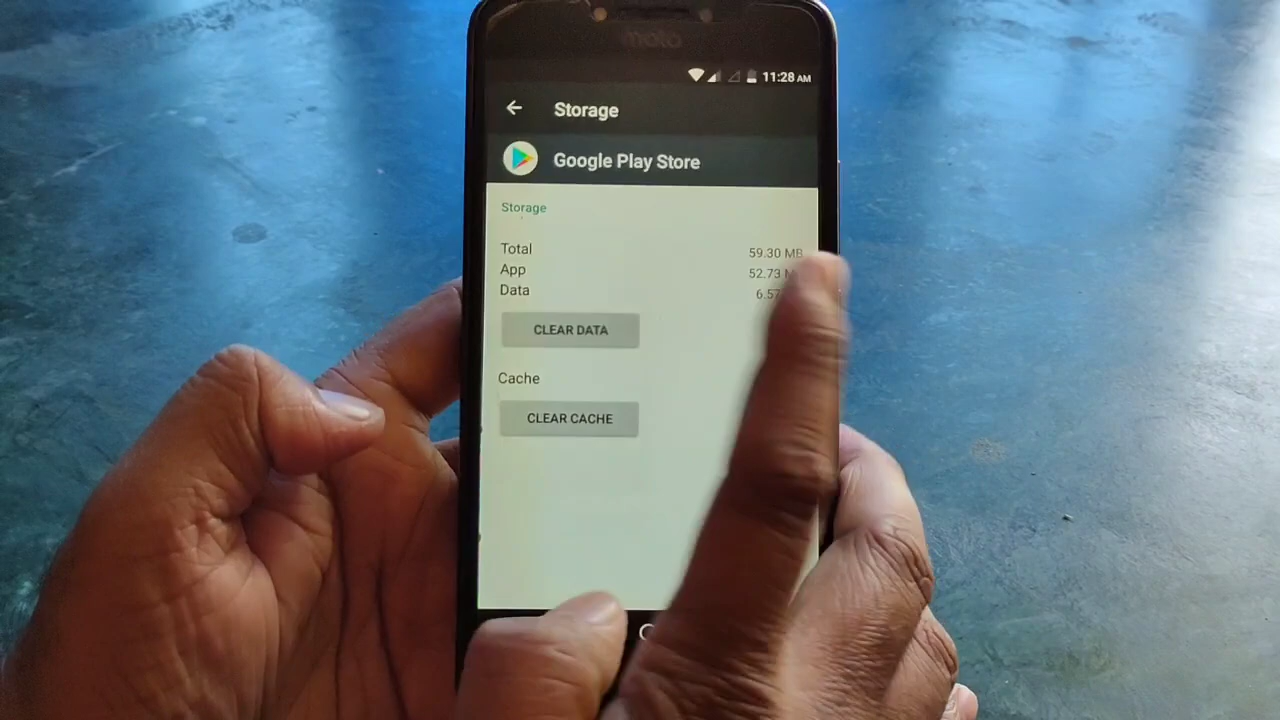 moto
11:28 AM
Storage
Google Play Store
Storage
Total 59.30 MB
App 52.73
Data 6.57
CLEAR DATA
Cache
CLEAR CACHE